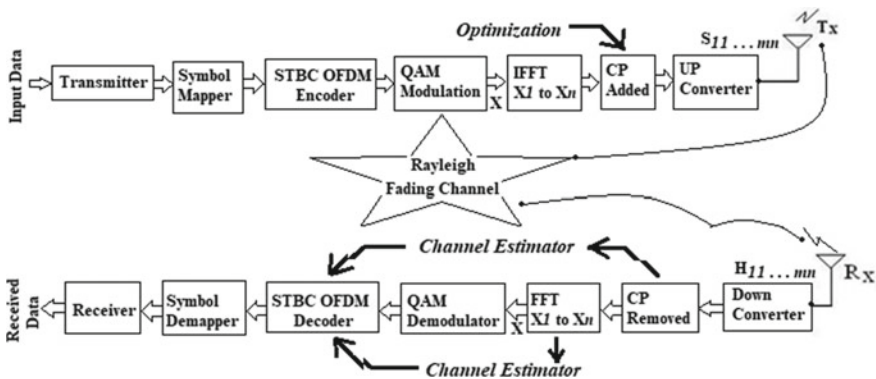 Optimization
S11 . . . mn
Tx
Input Data
Transmitter
Symbol
Mapper
STBC OFDM
Encoder
QAM
Modulation
X
IFFT
X1 to Xn
CP
Added
UP
Converter
Rayleigh
Fading Channel
Channel Estimator
H11 . . . mn
Rx
Received
Data
Receiver
Symbol
Demapper
STBC OFDM
Decoder
QAM
Demodulator
X
FFT
X1 to Xn
CP
Removed
Down
Converter
Channel Estimator